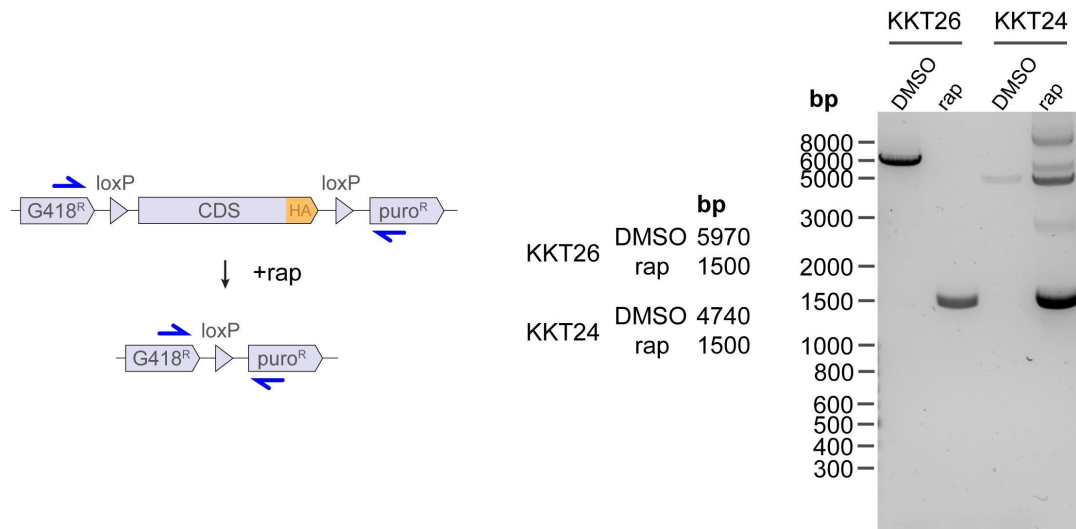 loxP loxP
G418R CDS HA puroR
+rap
loxP
G418R puroR
bp
KKT26 DMSO 5970
rap 1500
KKT24 DMSO 4740
rap 1500
KKT26 KKT24
bp DMSO rap DMSO rap
8000
6000
5000
3000
2000
1500
1000
800
600
500
400
300